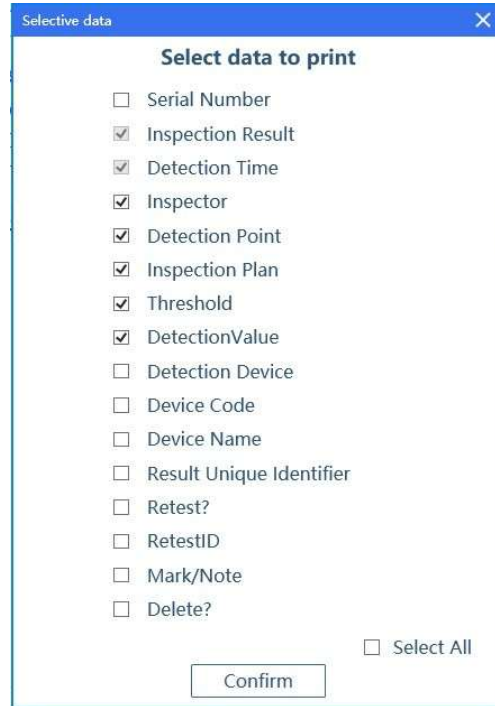 Selective data
Select data to print
Serial Number
Inspection Result
Detection Time
Inspector
Detection Point
Inspection Plan
Threshold
DetectionValue
Detection Device
Device Code
Device Name
Result Unique Identifier
Retest?
RetestID
Mark/Note
Delete?
Select All
Confirm